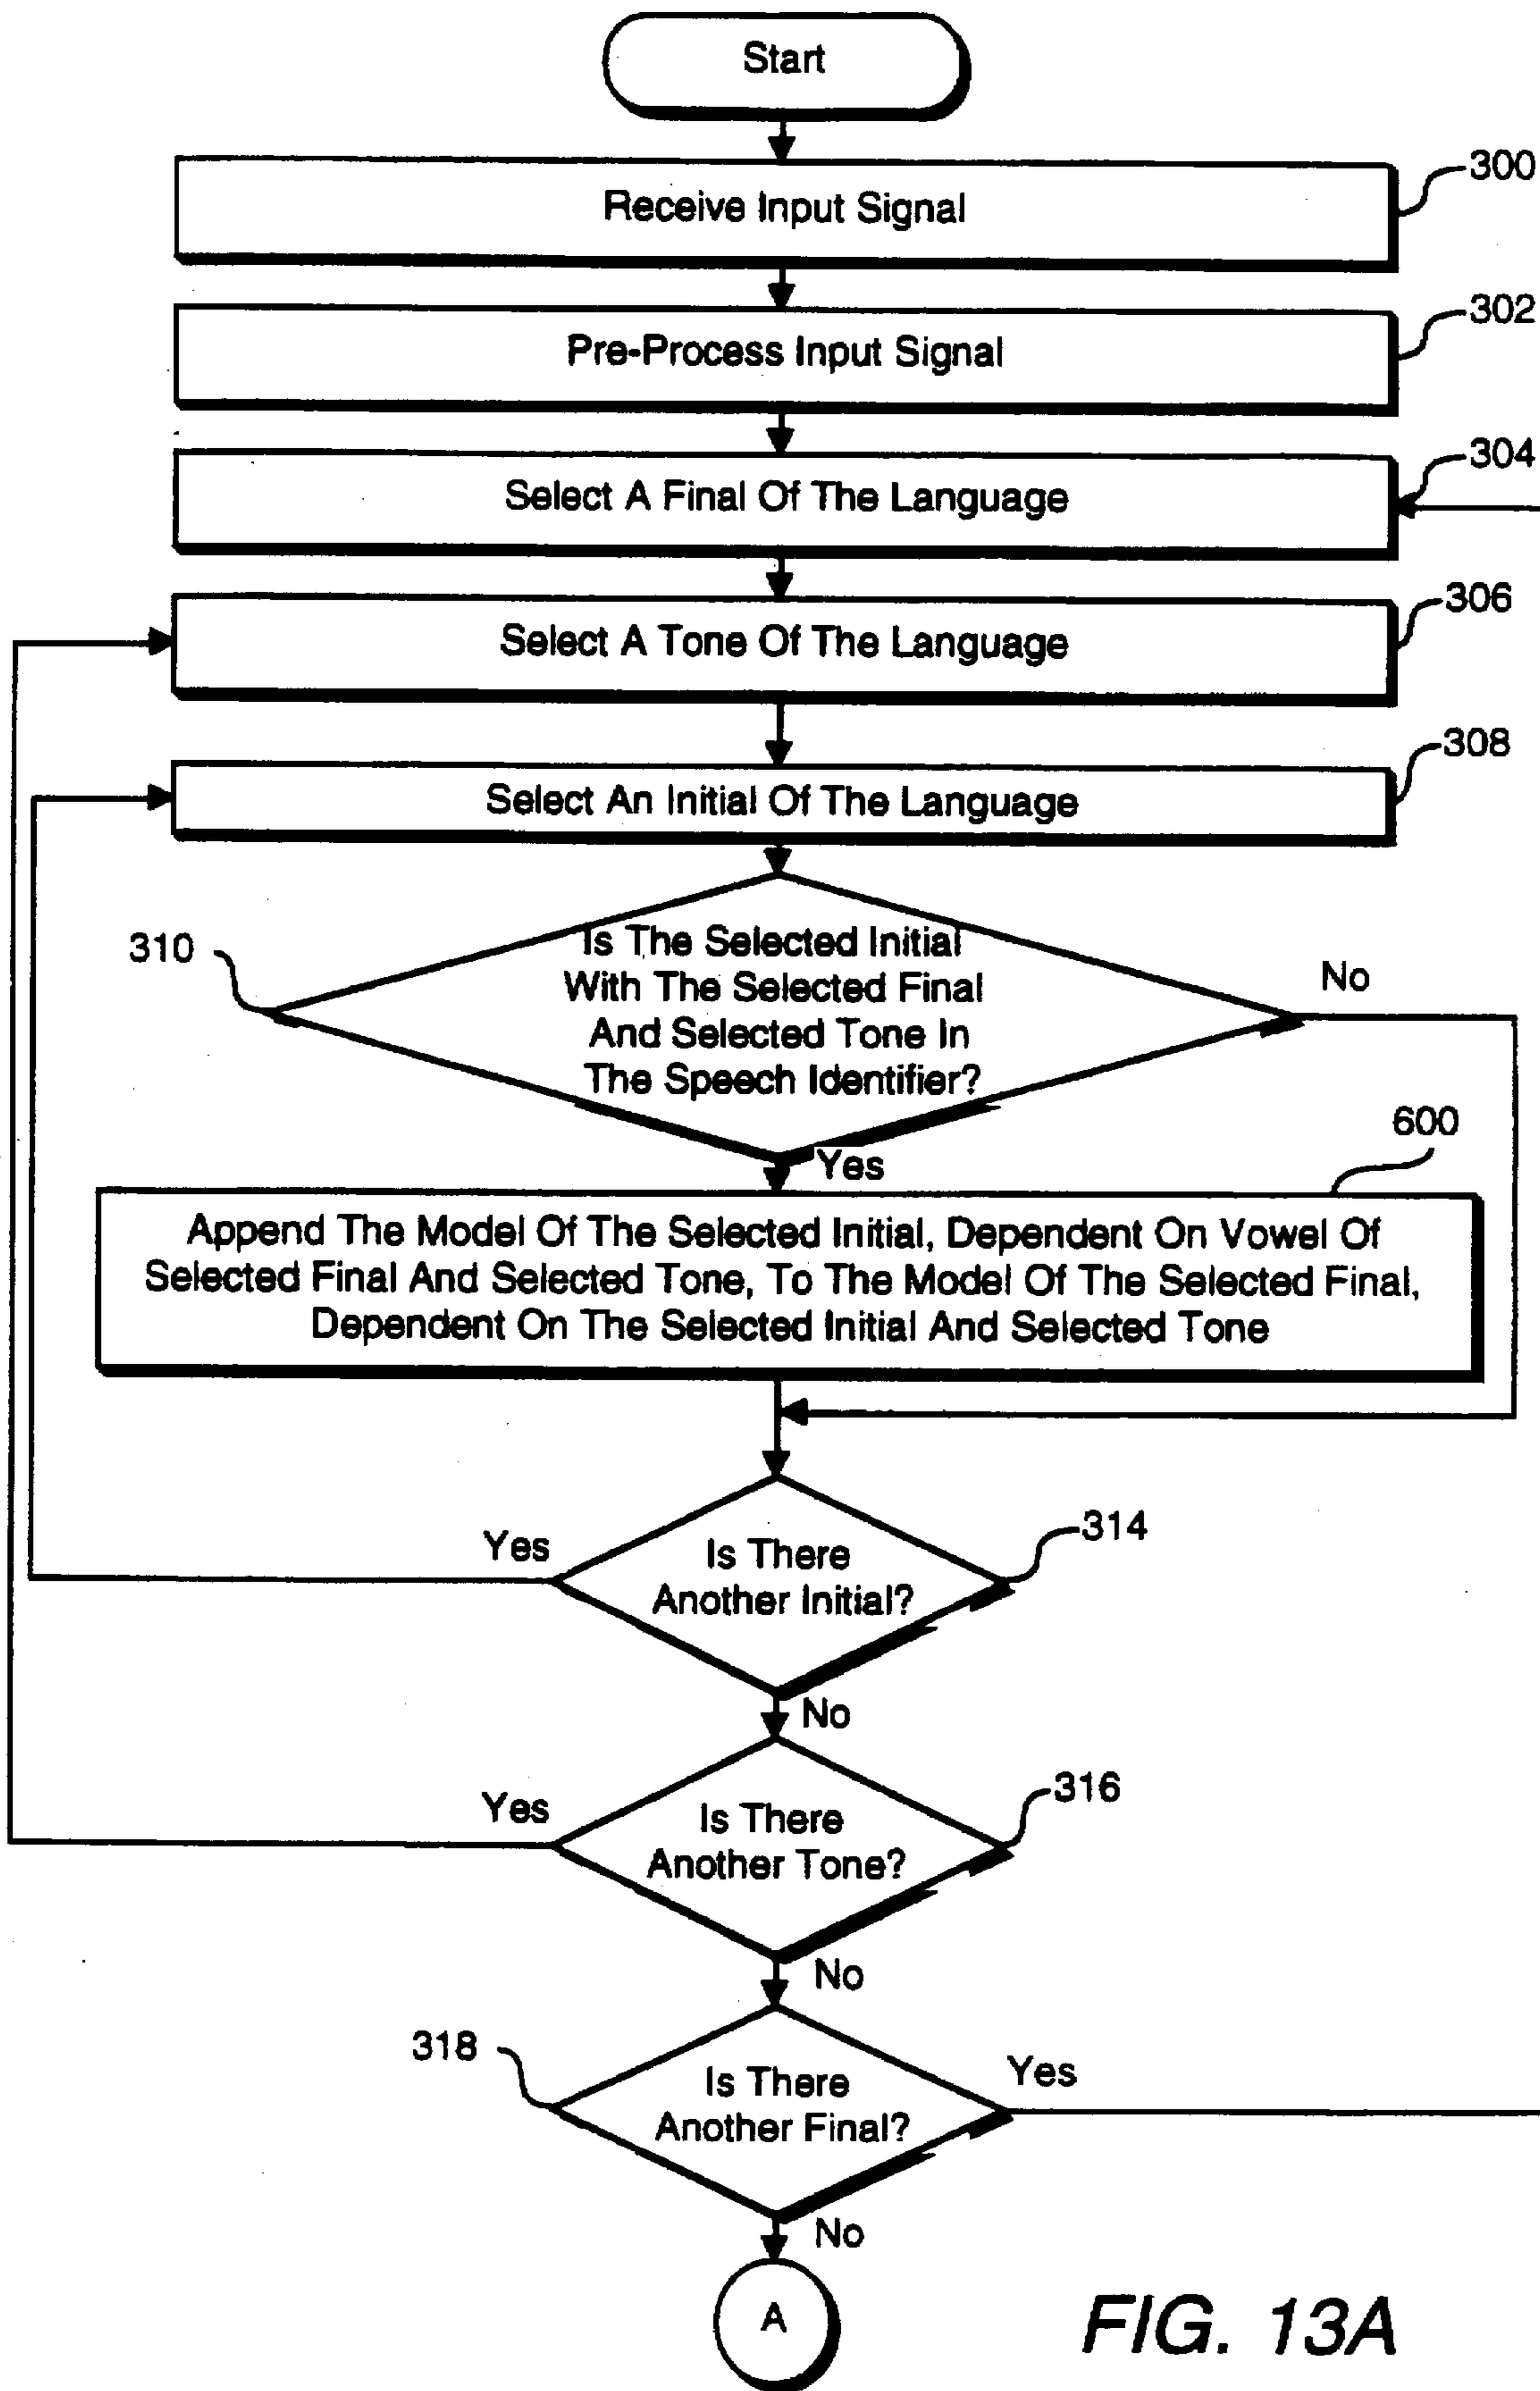 Start
300
Receive Input Signal
302
Pre-Process Input Signal
304
Select A Final Of The Language
306
Select A Tone Of The Language
308
Select An Initial Of The Language
310
Is The Selected Initial
With The Selected Final
And Selected Tone In
The Speech Identifier?
No
Yes
600
Append The Model Of The Selected Initial, Dependent On Vowel Of
Selected Final And Selected Tone, To The Model Of The Selected Final,
Dependent On The Selected Initial And Selected Tone
314
Yes
Is There
Another Initial?
No
316
Yes
Is There
Another Tone?
No
318
Is There
Another Final?
Yes
No
A
FIG. 13A